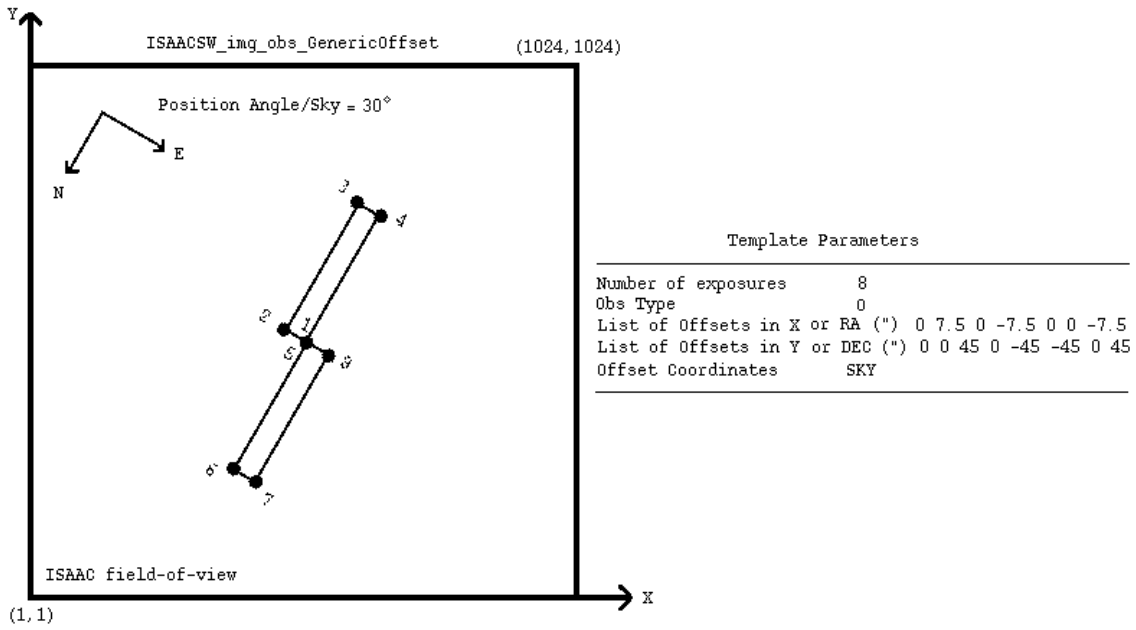 Y
ISAACSW_img_obs_GenericOffset
(1024,1024)
Position Angle/Sky = 30°
E
N
3
4
2
1
5
8
6
7
Template Parameters
Number of exposures 8
Obs Type 0
List of Offsets in X or RA (") 0 7.5 0 -7.5 0 0 -7.5
List of Offsets in Y or DEC (") 0 0 45 0 -45 -45 0 45
Offset Coordinates SKY
ISAAC field-of-view
X
(1,1)